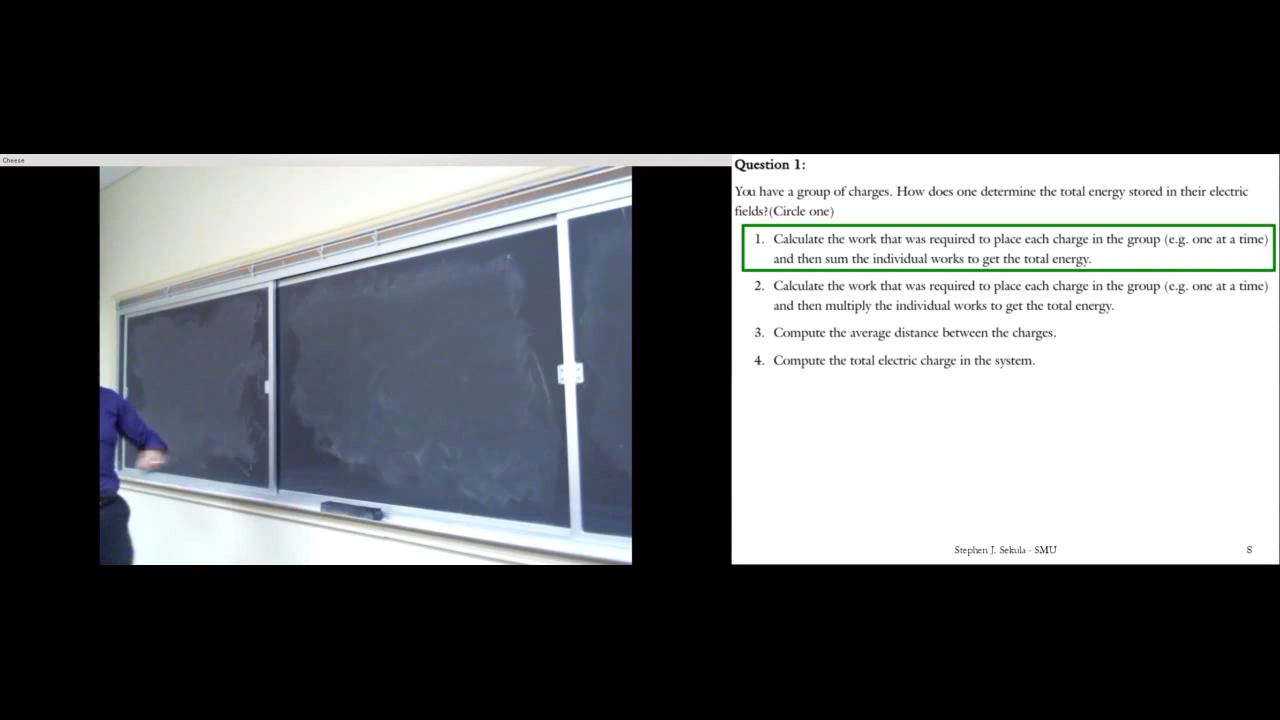 Cheese
Question 1:
You have a group of charges. How does one determine the total energy stored in their electric
fields?(Circle one)
1. Calculate the work that was required to place each charge in the group (e.g. one at a time)
and then sum the individual works to get the total energy.
2. Calculate the work that was required to place each charge in the group (e.g. one at a time)
and then multiply the individual works to get the total energy.
3. Compute the average distance between the charges.
4. Compute the total electric charge in the system.
Stephen J. Sekula - SMU
8